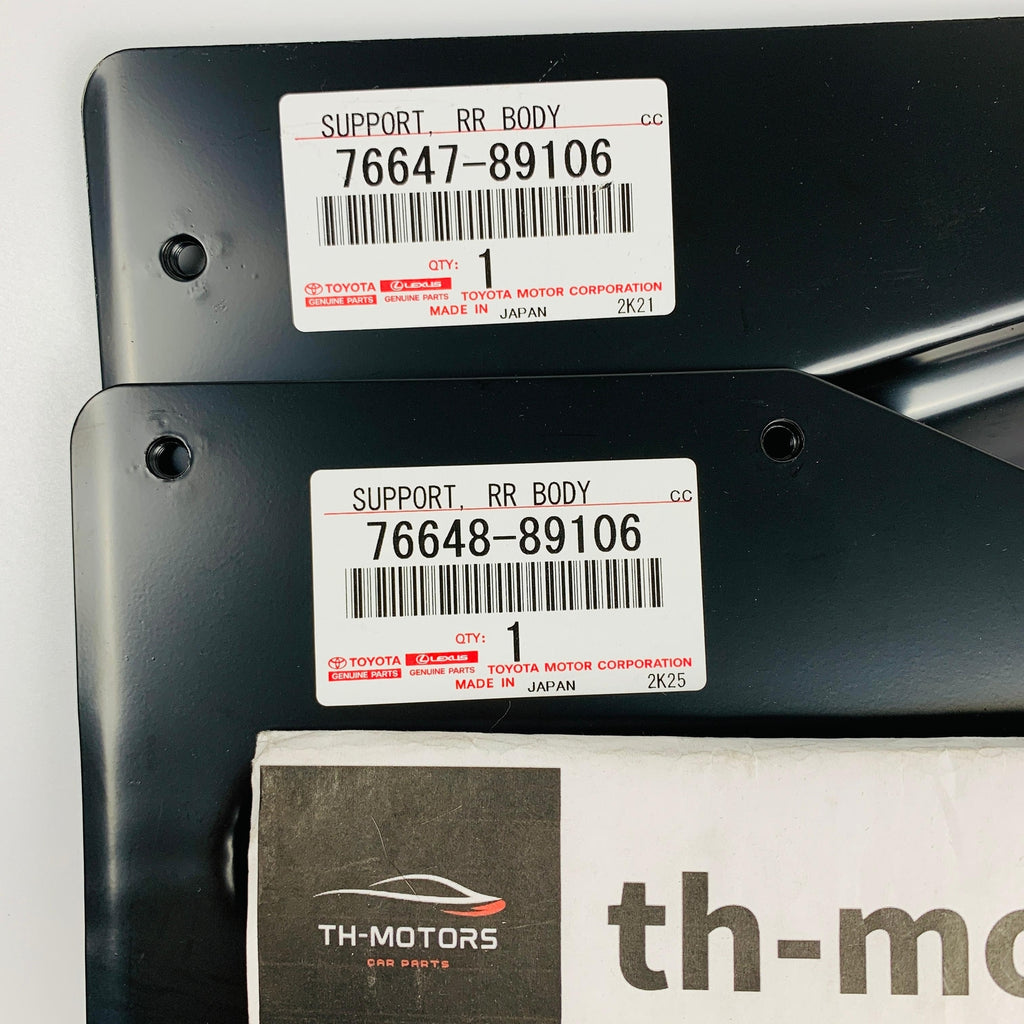 SUPPORT, RR BODY CC
76647-89106
QTY: 1
TOYOTA LEXUS
GENUINE PARTS GENUINE PARTS TOYOTA MOTOR CORPORATION
MADE IN JAPAN 2K21
SUPPORT, RR BODY CC
76648-89106
QTY: 1
TOYOTA LEXUS
GENUINE PARTS GENUINE PARTS TOYOTA MOTOR CORPORATION
MADE IN JAPAN 2K25
TH-MOTORS
CAR PARTS
th-mo